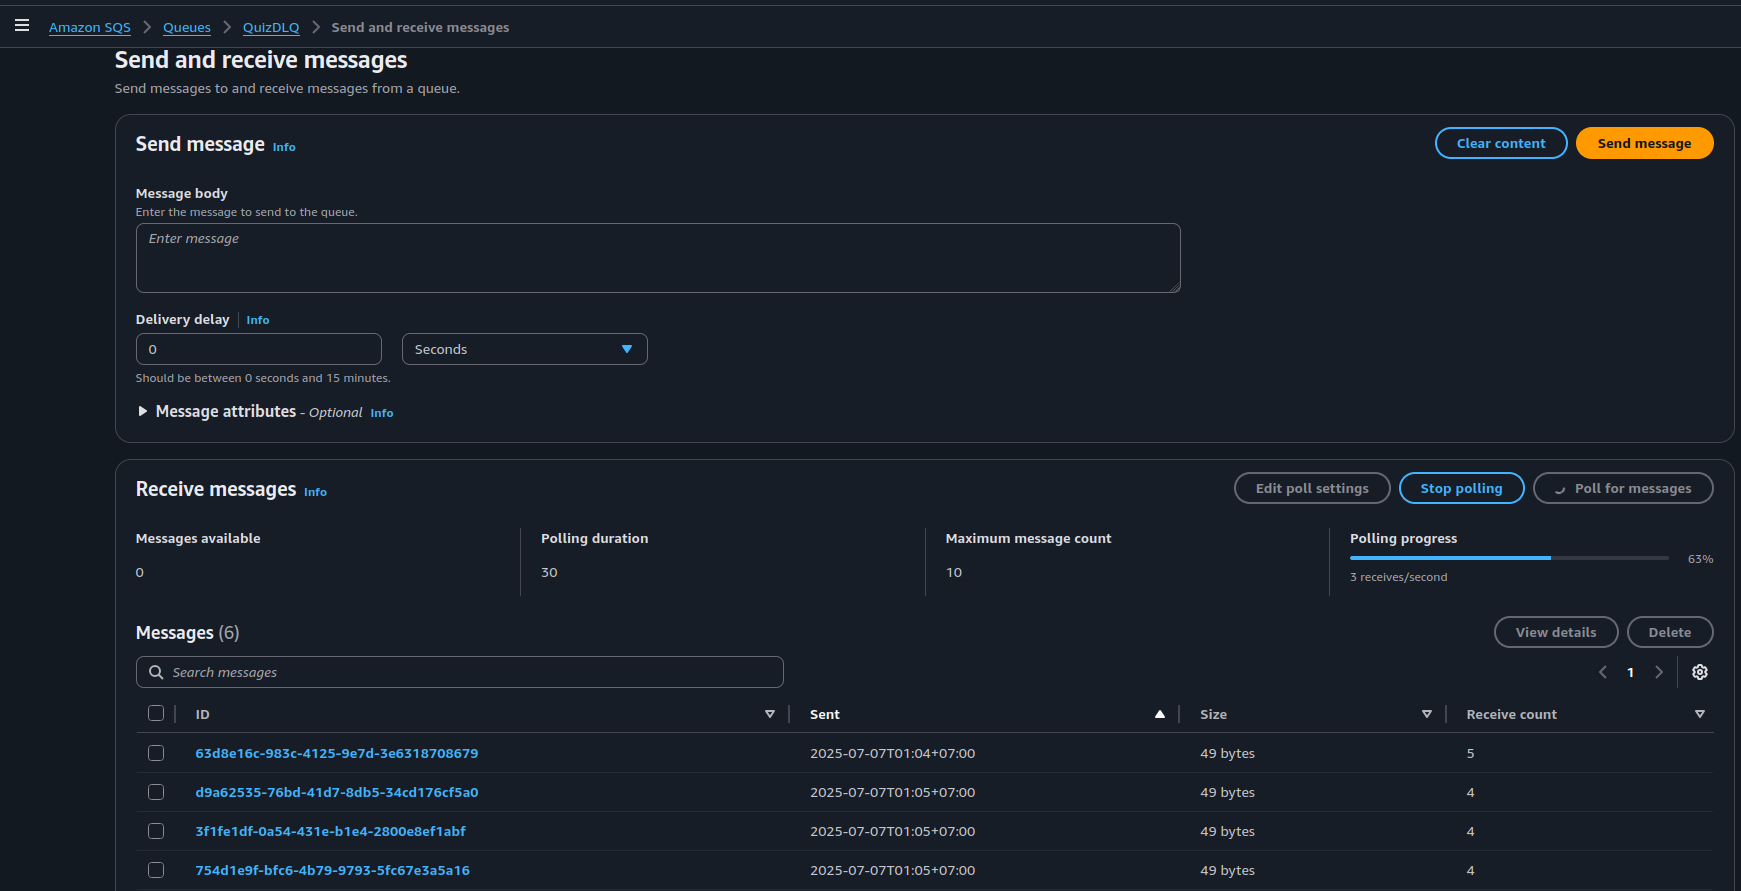 Amazon SQS > Queues > QuizDLQ > Send and receive messages
Send and receive messages
Send messages to and receive messages from a queue.
Send message Info
Clear content Send message
Message body
Enter the message to send to the queue.
Enter message
Delivery delay Info
0 Seconds
Should be between 0 seconds and 15 minutes.
Message attributes - Optional Info
Receive messages Info
Edit poll settings Stop polling Poll for messages
Messages available Polling duration Maximum message count Polling progress
0 30 10 63%
3 receives/second
Messages (6)
View details Delete
Search messages 1
ID Sent Size Receive count
63d8e16c-983c-4125-9e7d-3e6318708679 2025-07-07T01:04+07:00 49 bytes 5
d9a62535-76bd-41d7-8db5-34cd176cf5a0 2025-07-07T01:05+07:00 49 bytes 4
3f1fe1df-0a54-431e-b1e4-2800e8ef1abf 2025-07-07T01:05+07:00 49 bytes 4
754d1e9f-bfc6-4b79-9793-5fc67e3a5a16 2025-07-07T01:05+07:00 49 bytes 4